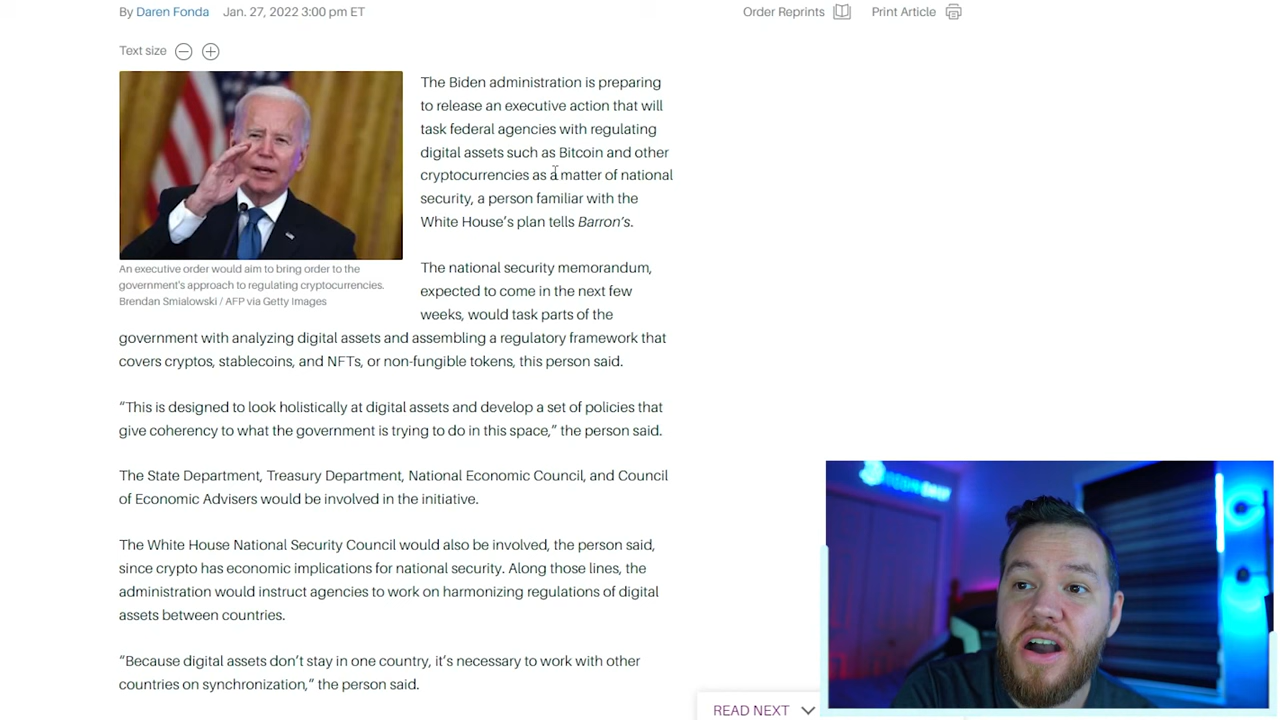 By Daren Fonda Jan. 27, 2022 3:00 pm ET
Order Reprints Print Article
Text size
The Biden administration is preparing
to release an executive action that will
task federal agencies with regulating
digital assets such as Bitcoin and other
cryptocurrencies as a matter of national
security, a person familiar with the
White House’s plan tells Barron’s.
An executive order would aim to bring order to the
government's approach to regulating cryptocurrencies.
Brendan Smialowski / AFP via Getty Images
The national security memorandum,
expected to come in the next few
weeks, would task parts of the
government with analyzing digital assets and assembling a regulatory framework that
covers cryptos, stablecoins, and NFTs, or non-fungible tokens, this person said.
“This is designed to look holistically at digital assets and develop a set of policies that
give coherency to what the government is trying to do in this space,” the person said.
The State Department, Treasury Department, National Economic Council, and Council
of Economic Advisers would be involved in the initiative.
The White House National Security Council would also be involved, the person said,
since crypto has economic implications for national security. Along those lines, the
administration would instruct agencies to work on harmonizing regulations of digital
assets between countries.
“Because digital assets don’t stay in one country, it’s necessary to work with other
countries on synchronization,” the person said.
READ NEXT